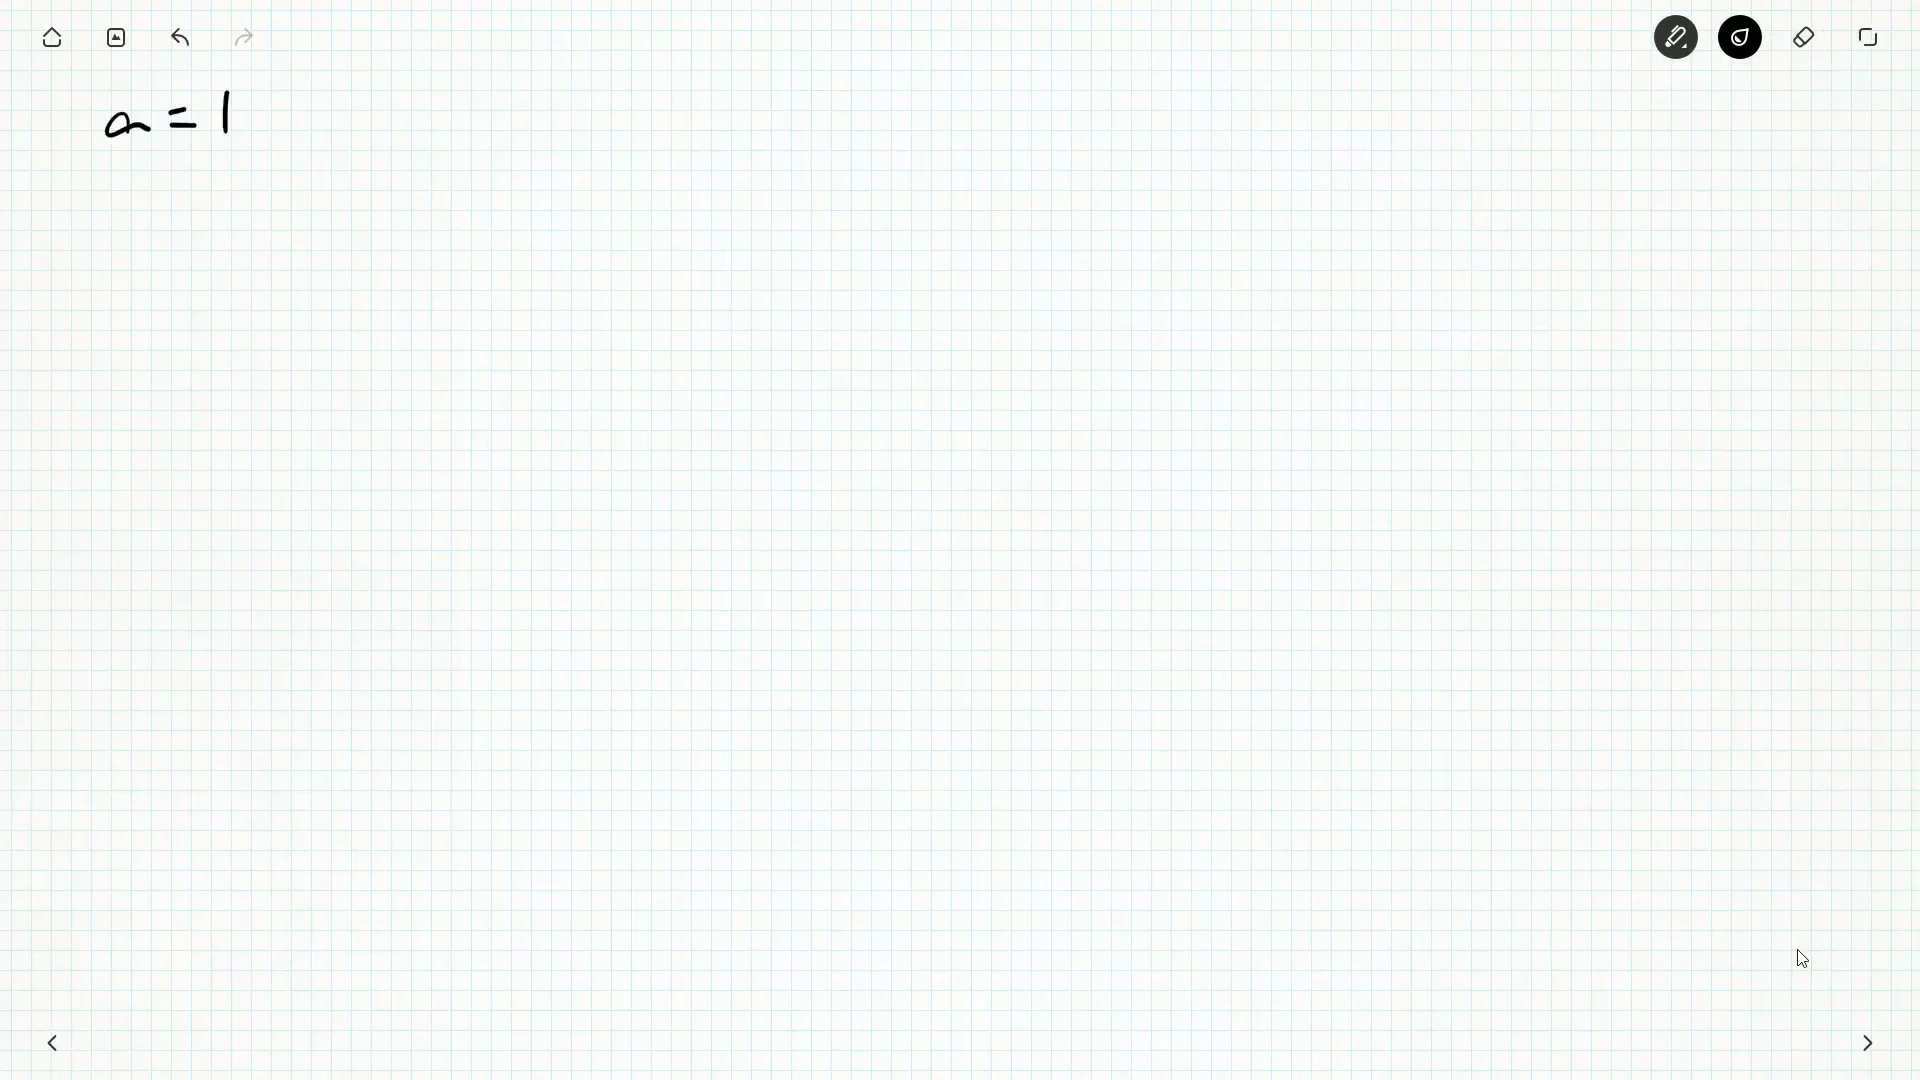 a = 1